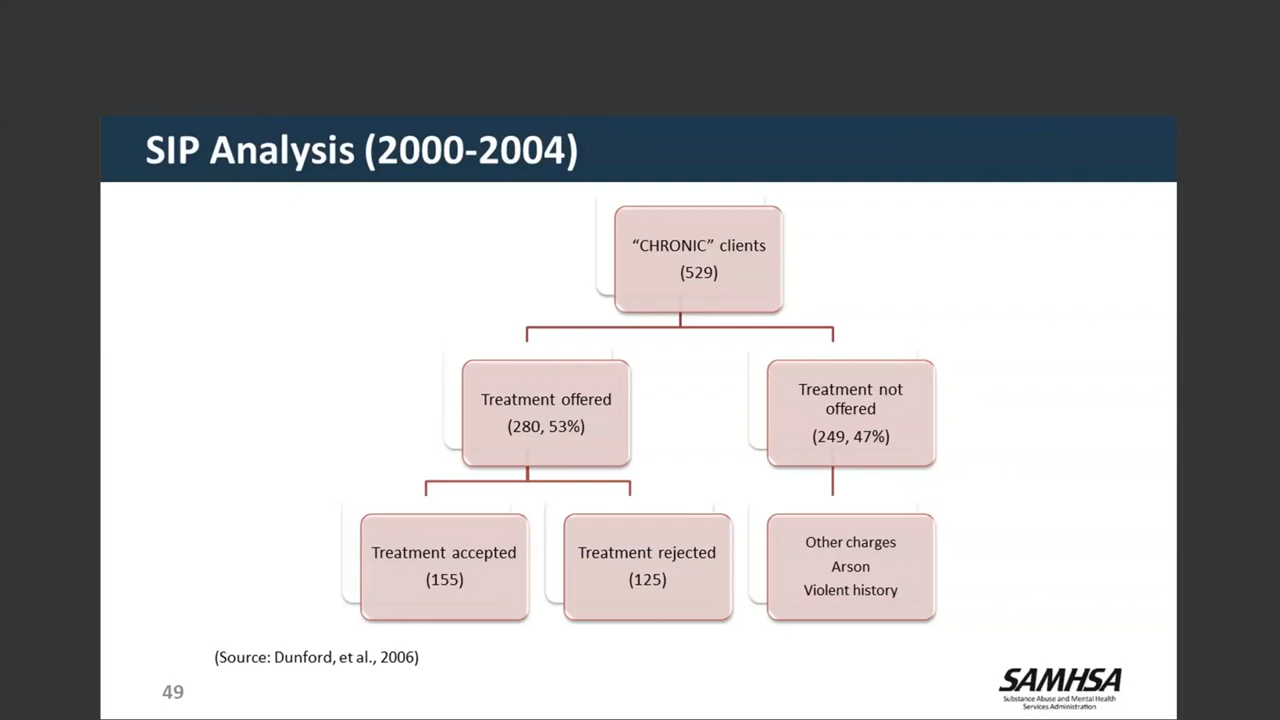 SIP Analysis (2000-2004)
“CHRONIC” clients
(529)
Treatment offered
(280, 53%)
Treatment not
offered
(249, 47%)
Treatment accepted
(155)
Treatment rejected
(125)
Other charges
Arson
Violent history
(Source: Dunford, et al., 2006)
49
SAMHSA
Substance Abuse and Mental Health
Services Administration